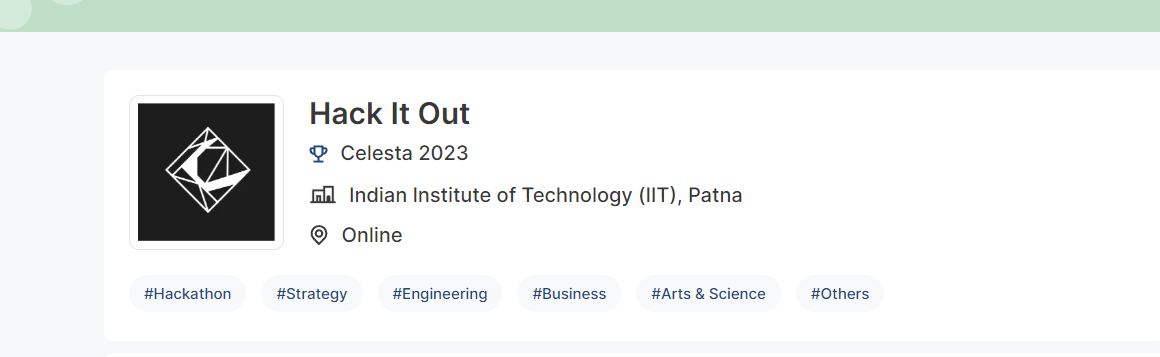 Hack It Out
Celesta 2023
Indian Institute of Technology (IIT), Patna
Online
#Hackathon #Strategy #Engineering #Business #Arts & Science #Others